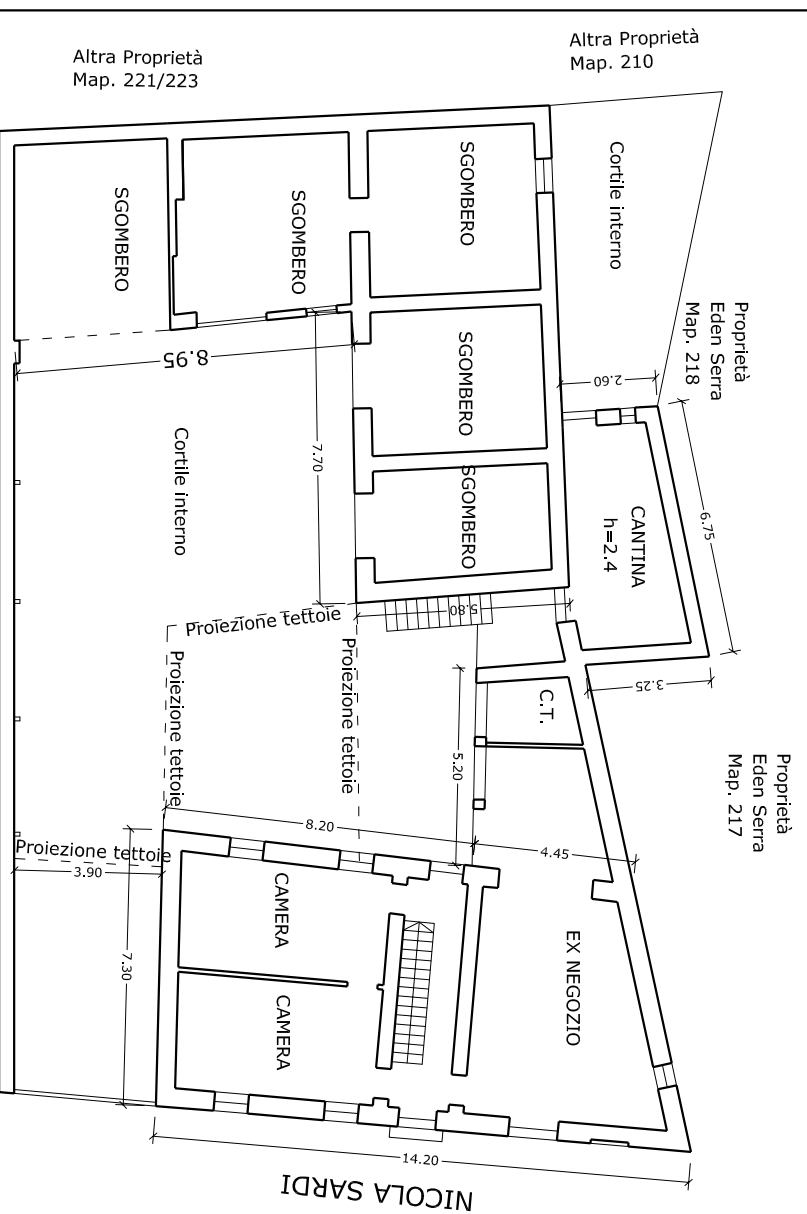 Altra Proprietà
Map. 221/223
Altra Proprietà
Map. 210
SGOMBERO
SGOMBERO
SGOMBERO
Cortile interno
Proprietà
Eden Serra
Map. 218
8.95
SGOMBERO
2.60
7.70
Cortile interno
SGOMBERO
CANTINA
h=2.4
6.75
5.80
Proiezione tettoie
Proiezione tettoie
Proiezione tettoie
C.T.
3.25
5.20
Proprietà
Eden Serra
Map. 217
8.20
4.45
Proiezione tettoie
3.90
7.30
CAMERA
CAMERA
EX NEGOZIO
14.20
NICOLA SARDI